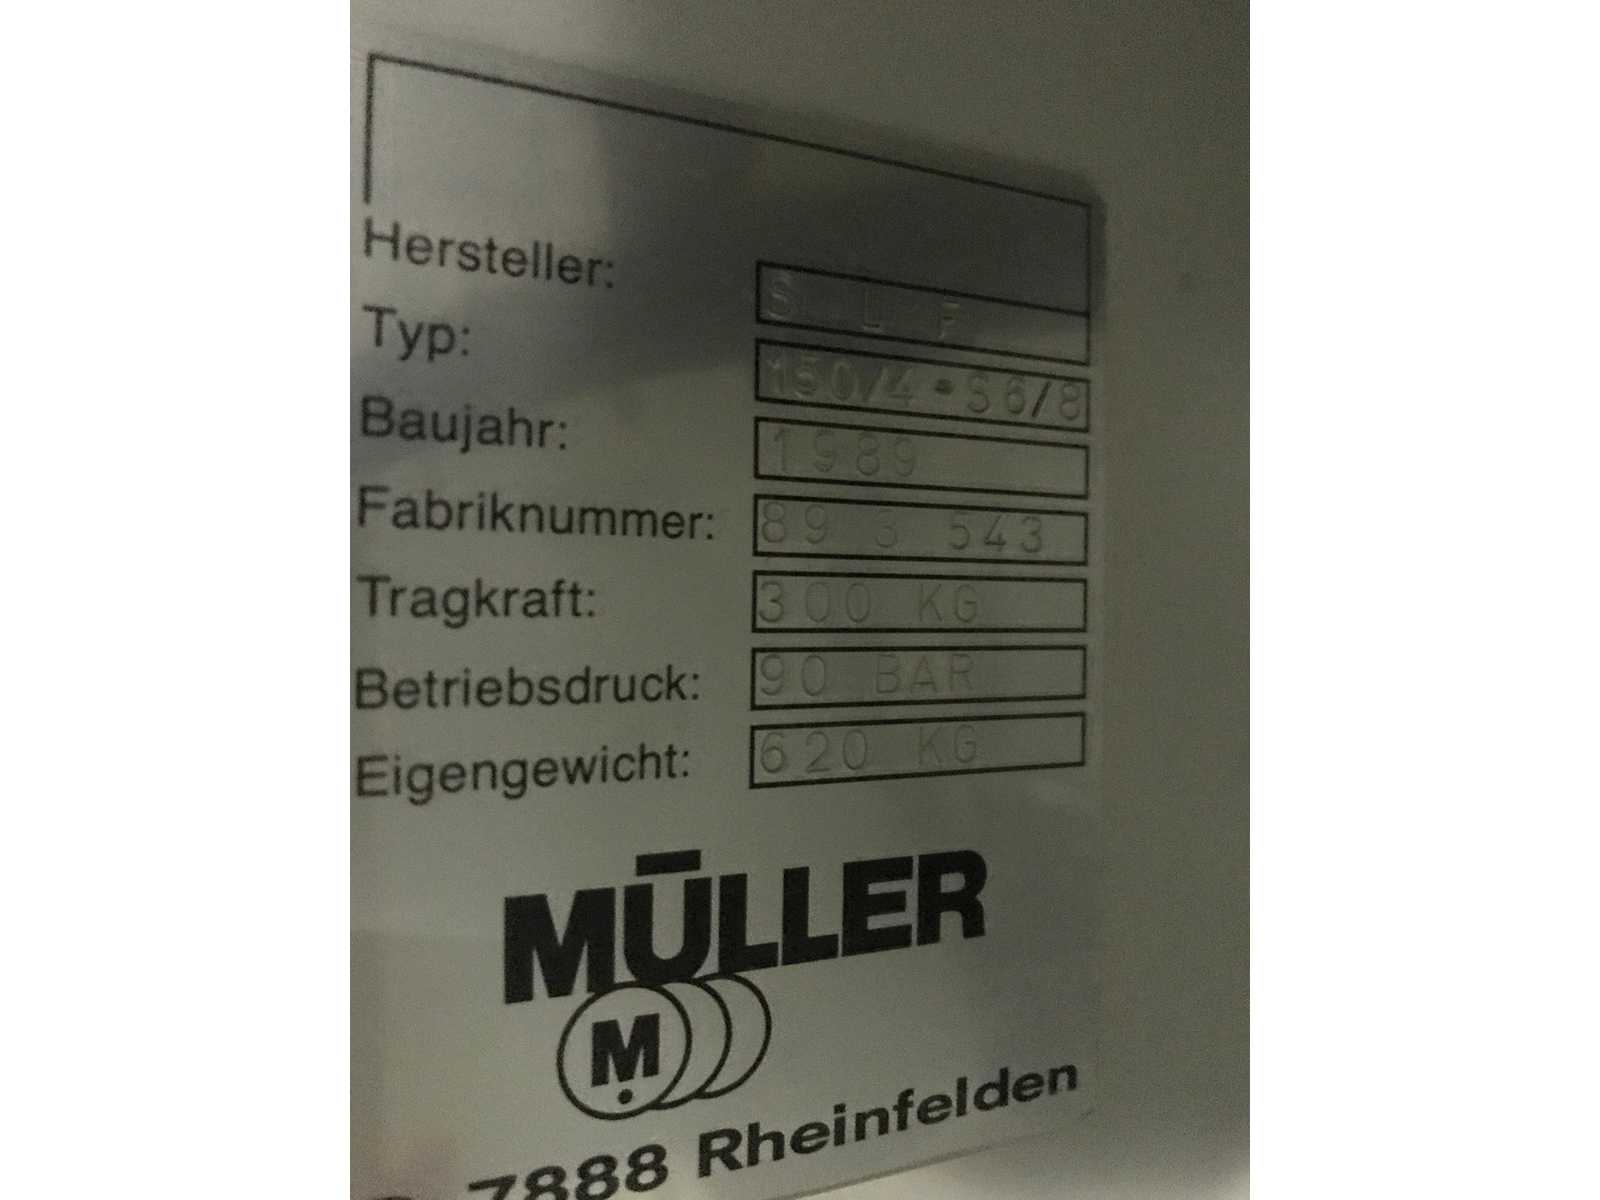 Hersteller: S L F
Typ: 150/4-S6/8
Baujahr: 1989
Fabriknummer: 89 3 543
Tragkraft: 300 KG
Betriebsdruck: 90 BAR
Eigengewicht: 620 KG
MÜLLER
M
7888 Rheinfelden